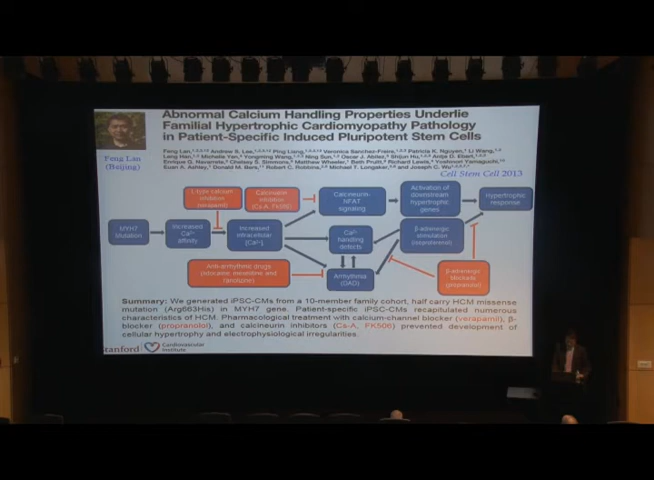 Abnormal Calcium Handling Properties Underlie
Familial Hypertrophic Cardiomyopathy Pathology
in Patient-Specific Induced Pluripotent Stem Cells
Feng Lan
(Beijing)
Cell Stem Cell 2013
L-type calcium
inhibition
(verapamil)
Calcineurin
inhibition
(Cs-A, FK506)
Calcineurin-
NFAT
signaling
Activation of
downstream
hypertrophic
genes
Hypertrophic
response
MYH7
Mutation
Increased
Ca²⁺
affinity
Increased
intracellular
[Ca²⁺]ᵢ
Ca²⁺
handling
defects
β-adrenergic
stimulation
(isoproterenol)
Anti-arrhythmic drugs
(lidocaine, mexiletine and
ranolazine)
Arrhythmia
(DAD)
β-adrenergic
blockade
(propranolol)
Summary: We generated iPSC-CMs from a 10-member family cohort, half carry HCM missense
mutation (Arg663His) in MYH7 gene. Patient-specific iPSC-CMs recapitulated numerous
characteristics of HCM. Pharmacological treatment with calcium-channel blocker (verapamil), β-
blocker (propranolol), and calcineurin inhibitors (Cs-A, FK506) prevented development of
cellular hypertrophy and electrophysiological irregularities.
tanford
Cardiovascular
Institute